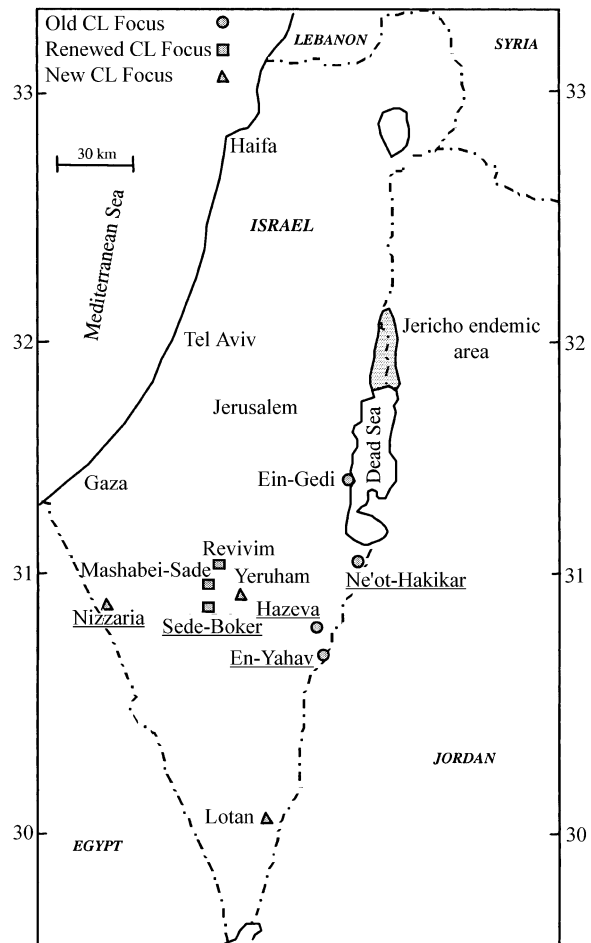 Old CL Focus
Renewed CL Focus
New CL Focus
LEBANON
SYRIA
33
33
Haifa
30 km
Mediterranean Sea
ISRAEL
32
Tel Aviv
Jericho endemic
area
32
Jerusalem
Dead Sea
Ein-Gedi
Gaza
Revivim
31
Mashabei-Sade
Yeruham
Ne'ot-Hakikar
31
Nizzaria
Sede-Boker
Hazeva
En-Yahav
JORDAN
Lotan
30
EGYPT
30